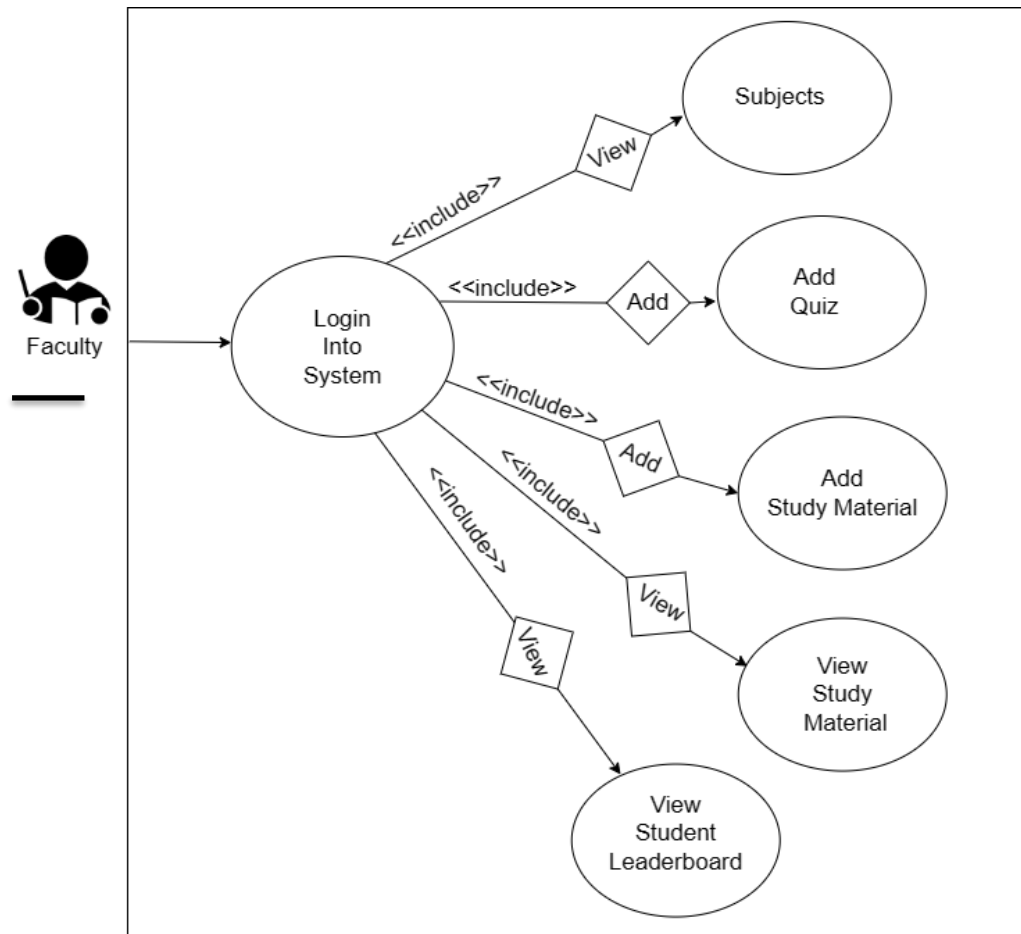 Subjects
View
<<include>>
Add
Quiz
<<include>>
Add
Login
Into
System
Faculty
<<include>>
Add
Add
Study Material
<<include>>
View
View
Study
Material
<<include>>
View
View
Student
Leaderboard